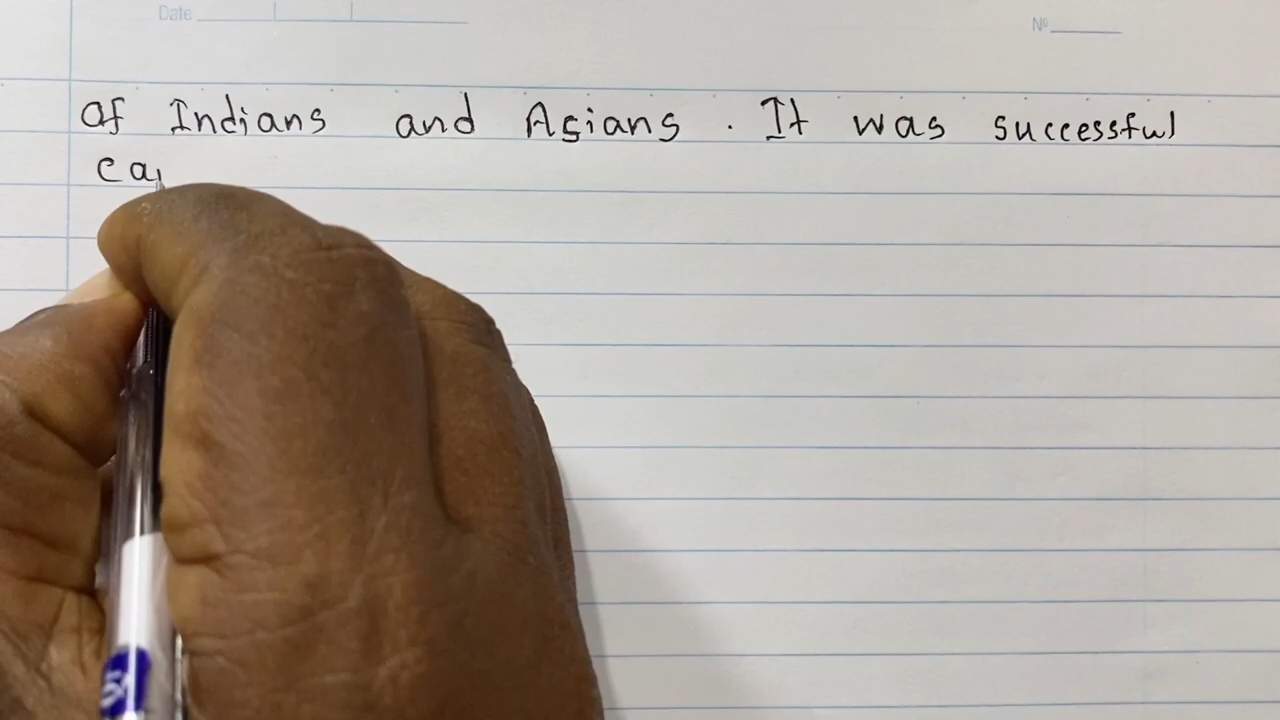 Date
Nº
of Indians and Asians . It was successful
ca